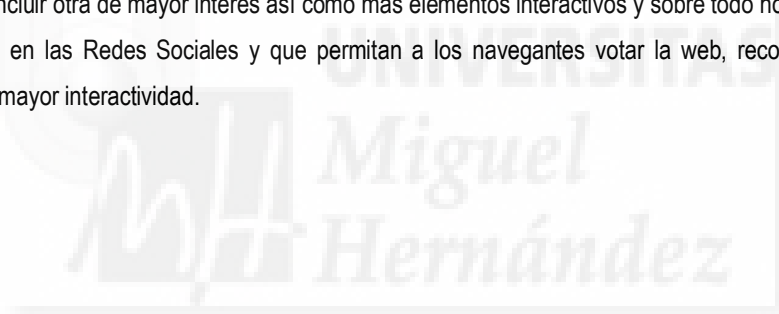 ncluir otra de mayor interés así como más elementos interactivos y sobre todo no
en las Redes Sociales y que permitan a los navegantes votar la web, reco
mayor interactividad.
UNIVERSITAS
Miguel
Hernández